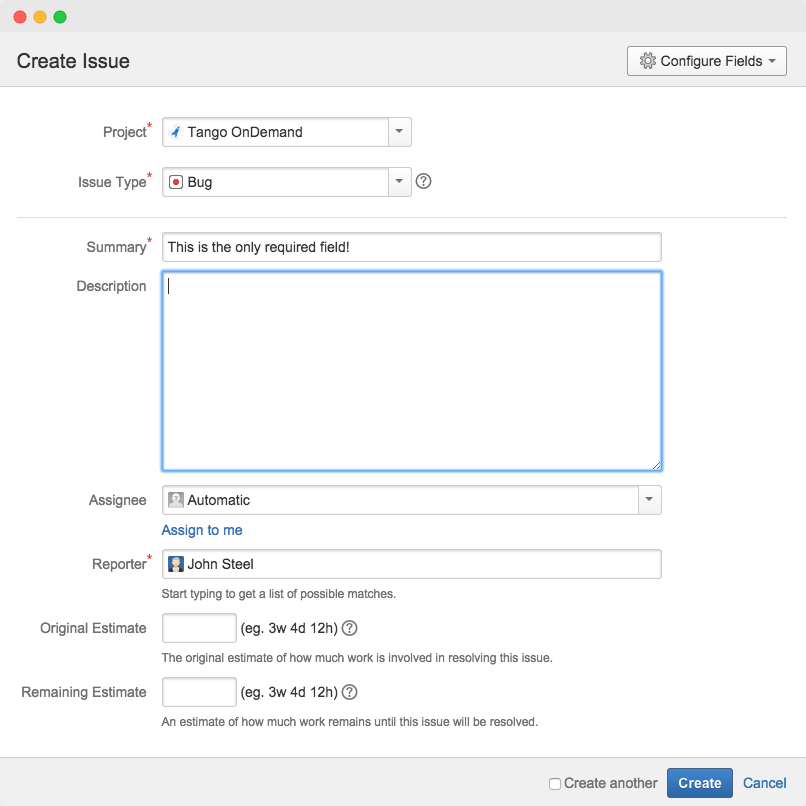 Create Issue
Configure Fields
Project*
Tango OnDemand
Issue Type*
Bug
?
Summary*
This is the only required field!
Description
Assignee
Automatic
Assign to me
Reporter*
John Steel
Start typing to get a list of possible matches.
Original Estimate
(eg. 3w 4d 12h) ?
The original estimate of how much work is involved in resolving this issue.
Remaining Estimate
(eg. 3w 4d 12h) ?
An estimate of how much work remains until this issue will be resolved.
Create another
Create
Cancel